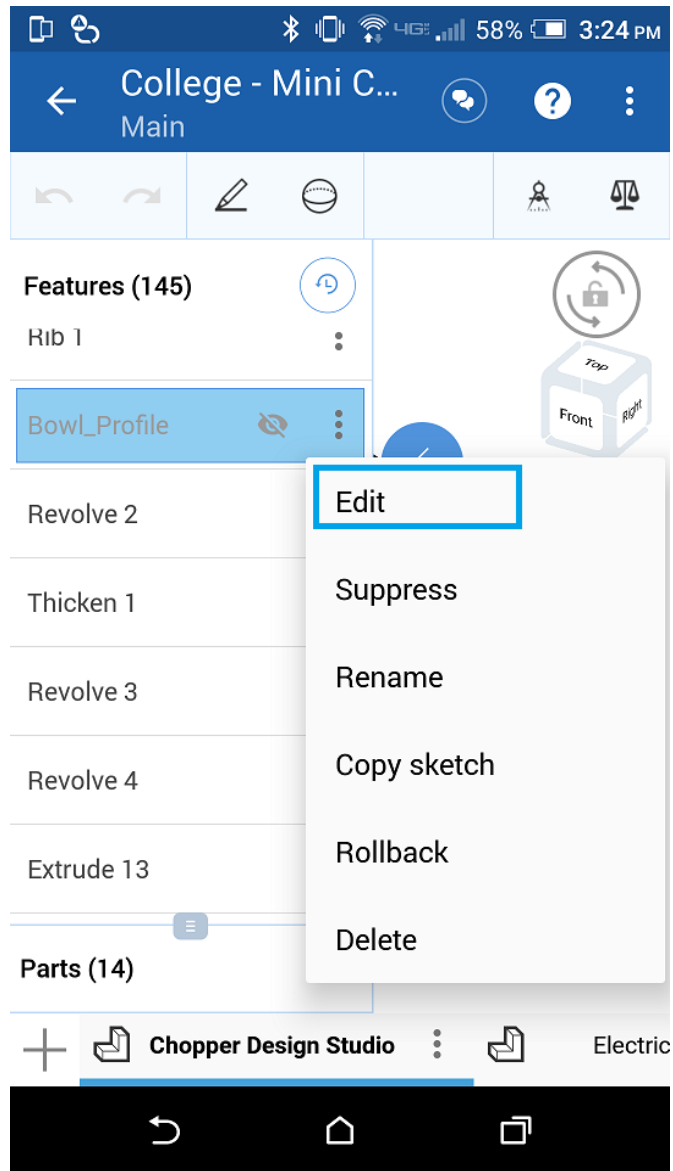 4G 58% 3:24 PM
College - Mini C...
Main
?
Features (145)
Rib 1
Top
Front
Right
Bowl_Profile
Edit
Revolve 2
Suppress
Thicken 1
Rename
Revolve 3
Copy sketch
Revolve 4
Rollback
Extrude 13
Delete
Parts (14)
Chopper Design Studio
Electric